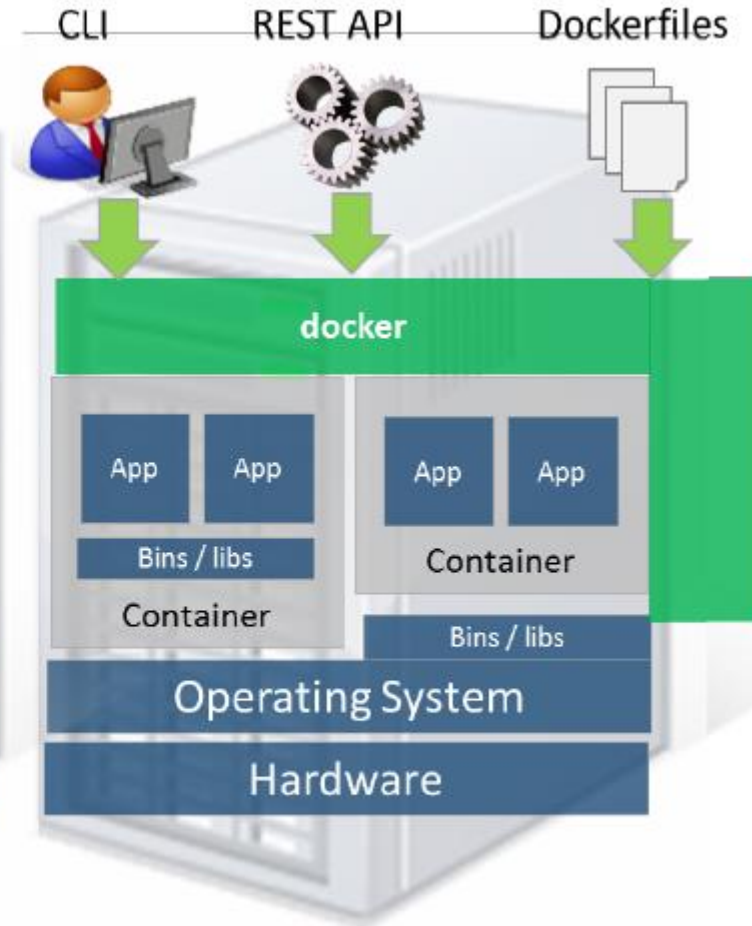 CLI REST API Dockerfiles
docker
App App App App
Bins / libs
Container
Container
Bins / libs
Operating System
Hardware